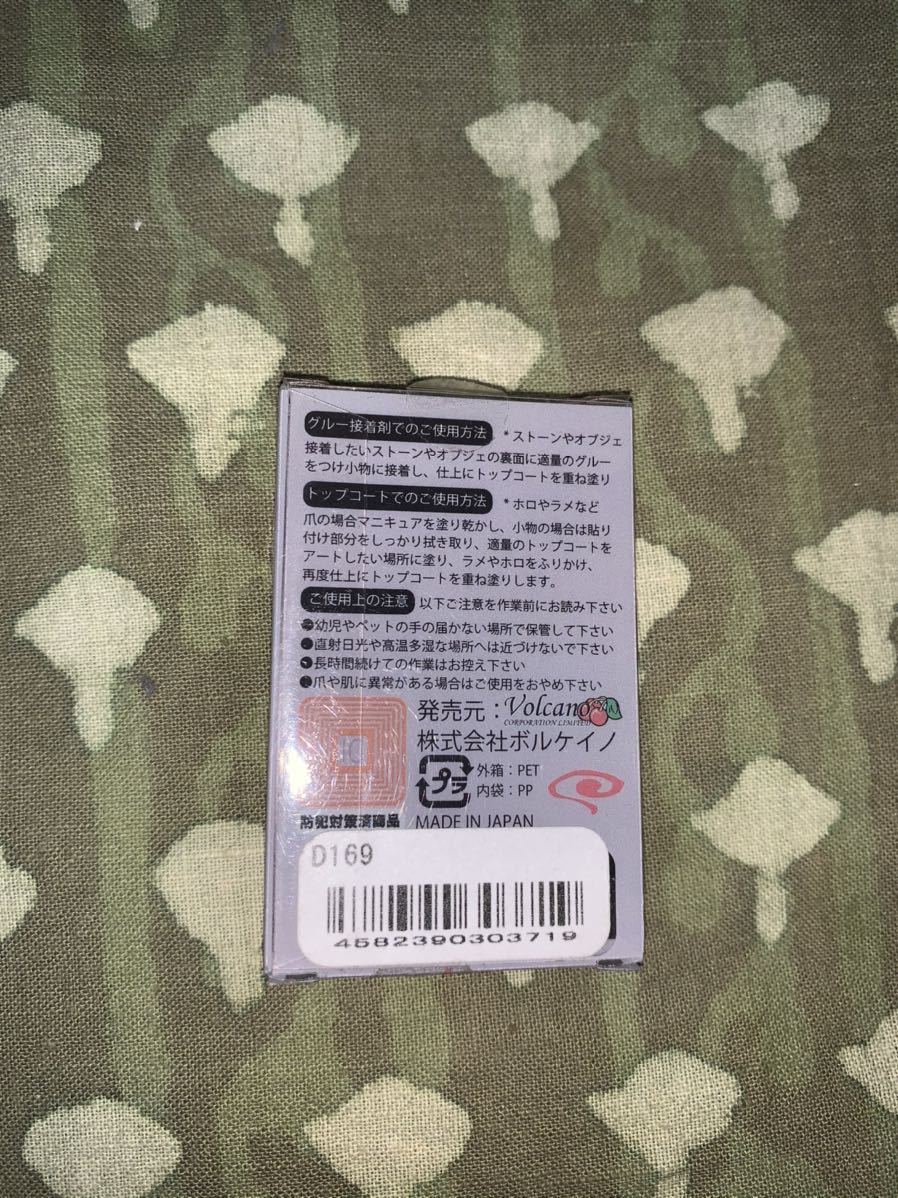 グルー接着剤でのご使用方法 *ストーンやオブジェ
接着したいストーンやオブジェの裏面に適量のグルー
をつけ小物に接着し、仕上にトップコートを重ね塗り
トップコートでのご使用方法 *ホロやラメなど
爪の場合マニキュアを塗り乾かし、小物の場合は貼り
付け部分をしっかり拭き取り、適量のトップコートを
アートしたい場所に塗り、ラメやホロをふりかけ、
再度仕上にトップコートを重ね塗りします。
ご使用上の注意 以下ご注意を作業前にお読み下さい
●幼児やペットの手の届かない場所で保管して下さい
●直射日光や高温多湿な場所へは近づけないで下さい
●長時間続けての作業はお控え下さい
●爪や肌に異常がある場合はご使用をおやめ下さい
発売元:Volcano
CORPORATION LIMITED
株式会社ボルケイノ
プラ 外箱:PET
内袋:PP
防犯対策済商品 MADE IN JAPAN
D169
4582390303719